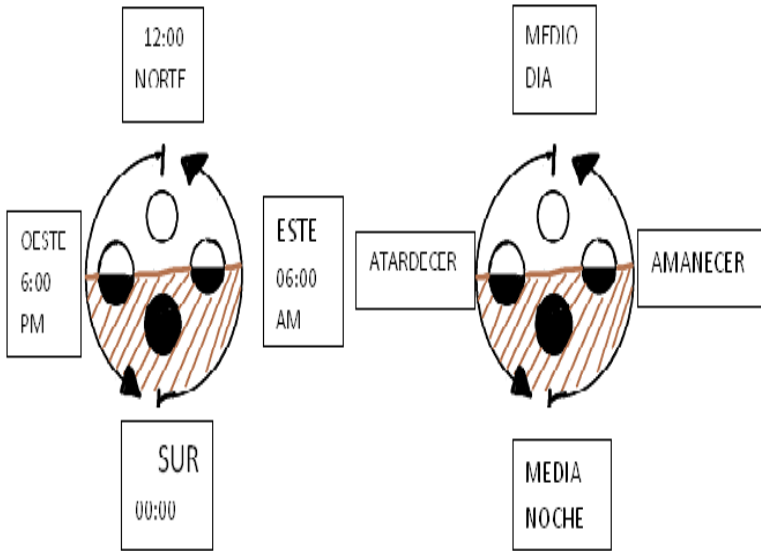 12:00
NORTE
OESTE
6:00
PM
ESTE
06:00
AM
SUR
00:00
MEDIO
DIA
ATARDECER
AMANECER
MEDIA
NOCHE